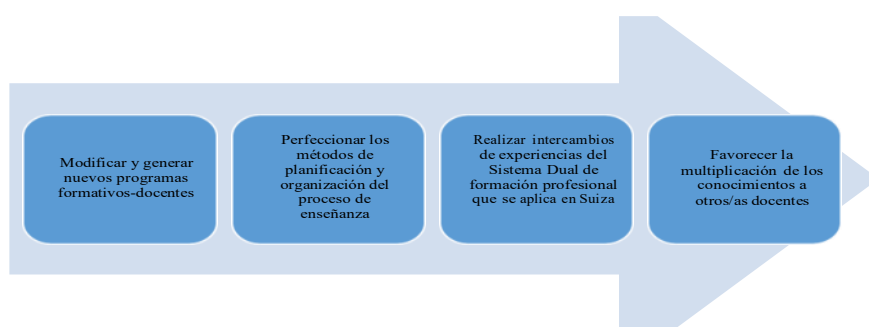 Modificar y generar
nuevos programas
formativos-docentes
Perfeccionar los
métodos de
planificación y
organización del
proceso de
enseñanza
Realizar intercambios
de experiencias del
Sistema Dual de
formación profesional
que se aplica en Suiza
Favorecer la
multiplicación de los
conocimientos a
otros/as docentes